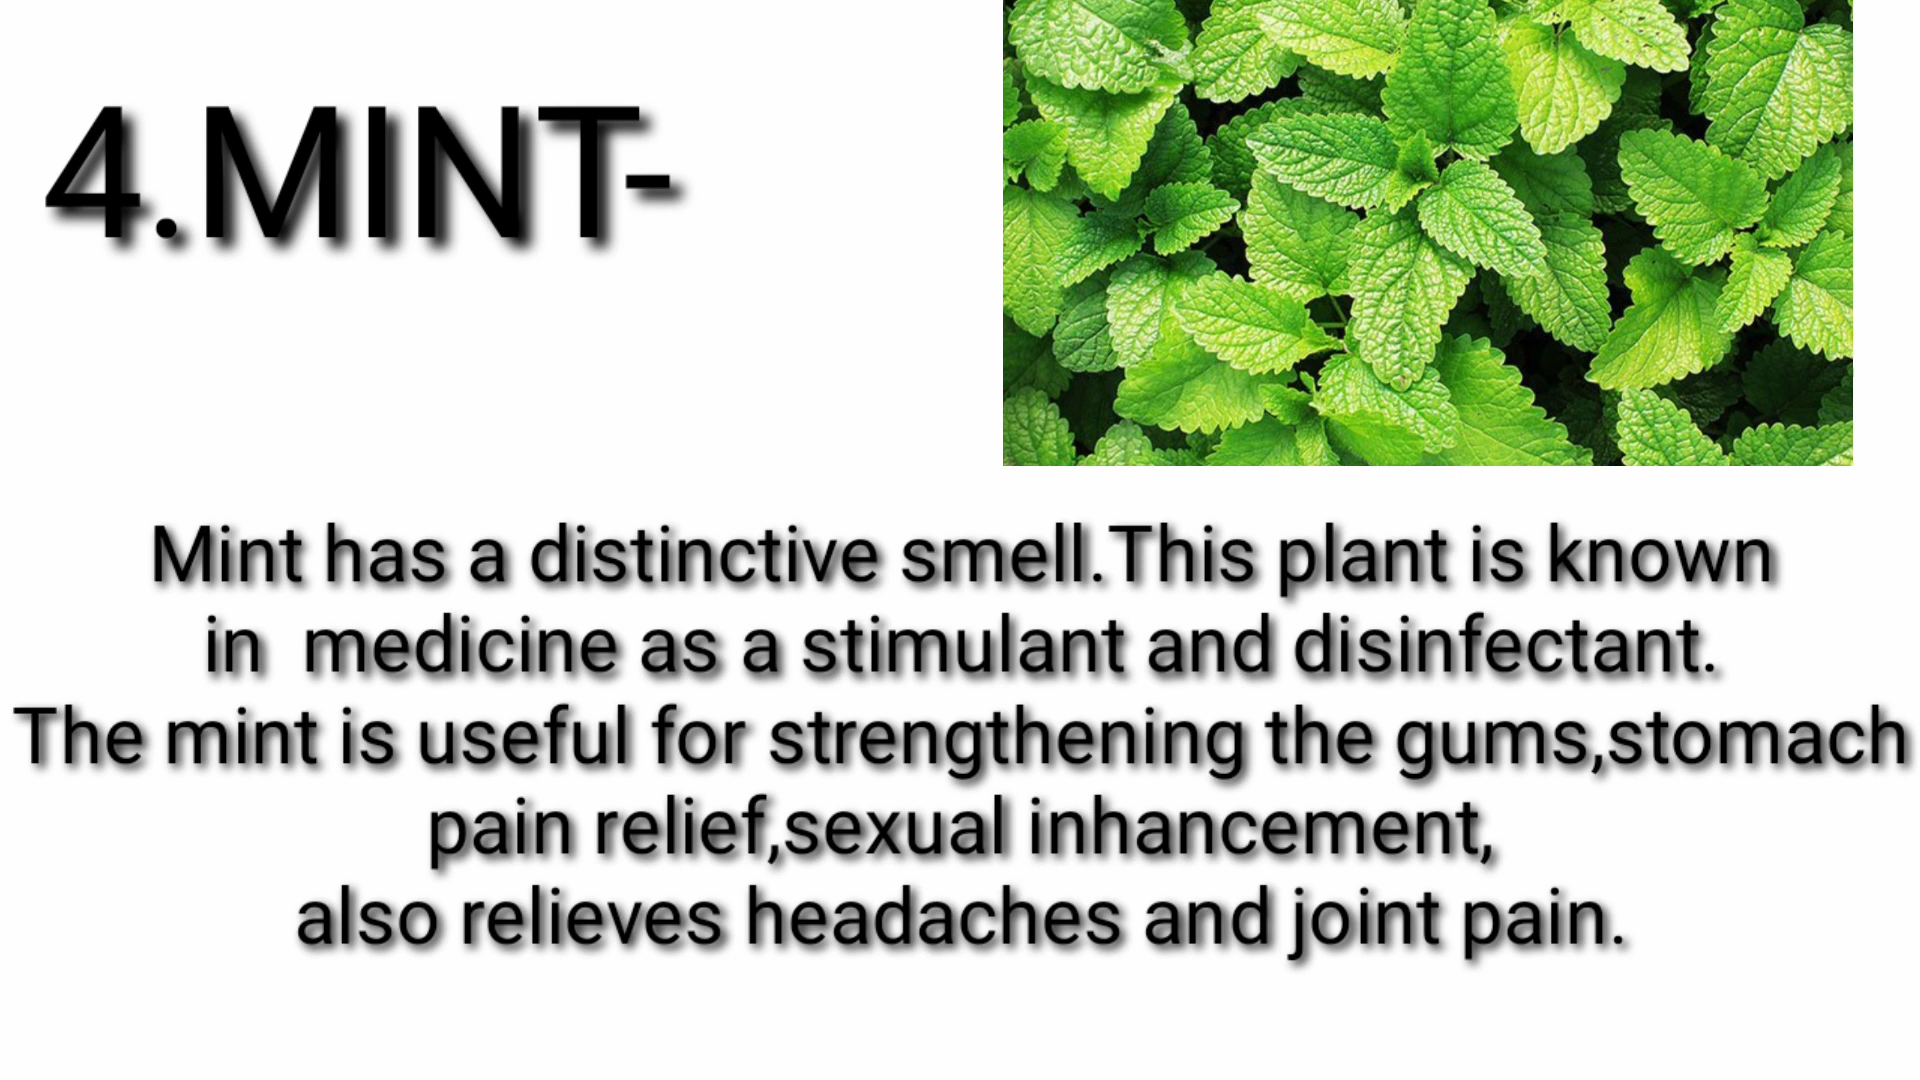 4.MINT-
Mint has a distinctive smell.This plant is known
in  medicine as a stimulant and disinfectant.
The mint is useful for strengthening the gums,stomach
pain relief,sexual inhancement,
also relieves headaches and joint pain.